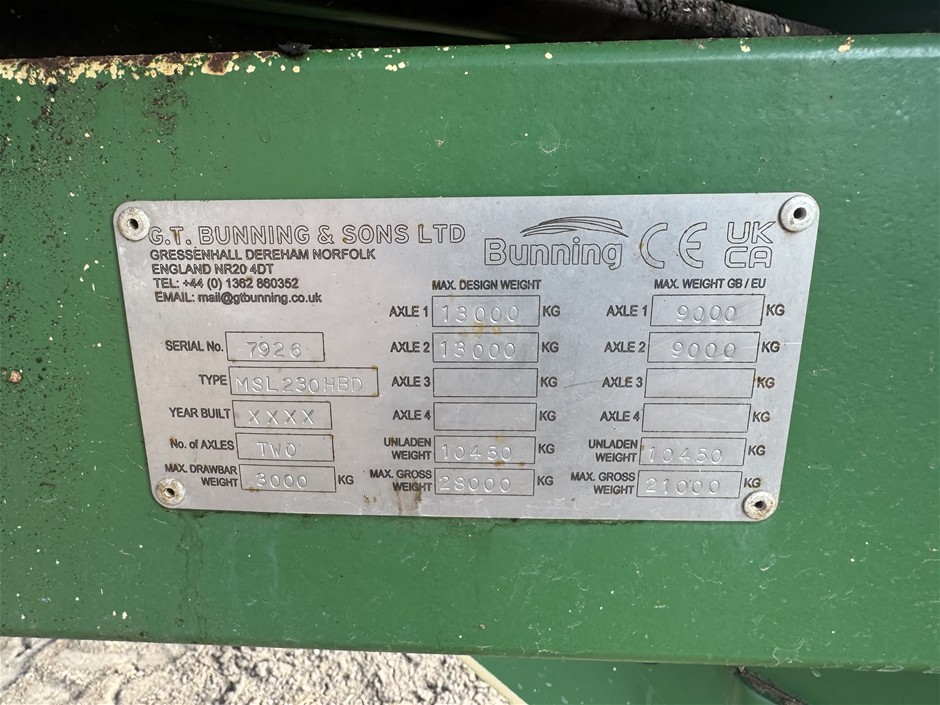 G.T. BUNNING & SONS LTD
GRESSENHALL DEREHAM NORFOLK
ENGLAND NR20 4DT
TEL: +44 (0) 1362 860352
EMAIL: mail@gtbunning.co.uk
Bunning
CE
UK
CA
SERIAL No. 7926
TYPE MSL230HBD
YEAR BUILT XXXX
No. of AXLES TWO
MAX. DRAWBAR
WEIGHT 3000 KG
MAX. DESIGN WEIGHT
AXLE 1 13000 KG
AXLE 2 13000 KG
AXLE 3 KG
AXLE 4 KG
UNLADEN
WEIGHT 10450 KG
MAX. GROSS
WEIGHT 28000 KG
MAX. WEIGHT GB / EU
AXLE 1 9000 KG
AXLE 2 9000 KG
AXLE 3 KG
AXLE 4 KG
UNLADEN
WEIGHT 10450 KG
MAX. GROSS
WEIGHT 21000 KG